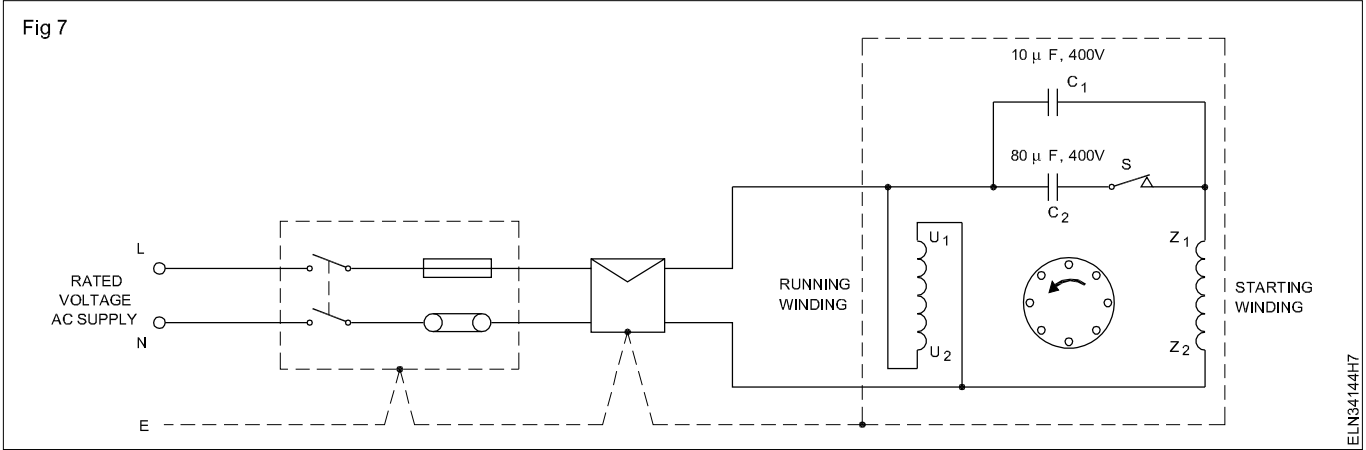 Fig 7
10 μ F, 400V
C1
80 μ F, 400V
S
C2
L
RATED
VOLTAGE
AC SUPPLY
N
E
RUNNING
WINDING
U1
U2
Z1
Z2
STARTING
WINDING
ELN34144H7